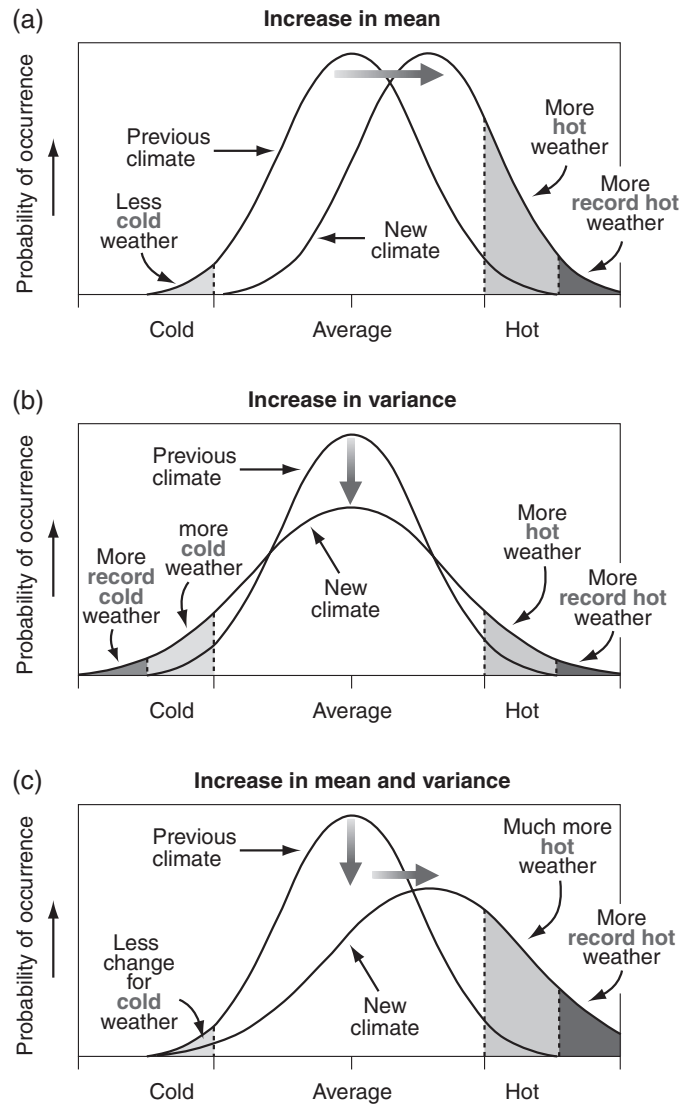 (a)
Increase in mean
Probability of occurrence
Previous
climate
Less
cold
weather
New
climate
More
hot
weather
More
record hot
weather
Cold
Average
Hot
(b)
Increase in variance
Probability of occurrence
Previous
climate
more
cold
weather
More
record
cold
weather
New
climate
More
hot
weather
More
record hot
weather
Cold
Average
Hot
(c)
Increase in mean and variance
Probability of occurrence
Previous
climate
Less
change
for
cold
weather
New
climate
Much more
hot
weather
More
record hot
weather
Cold
Average
Hot